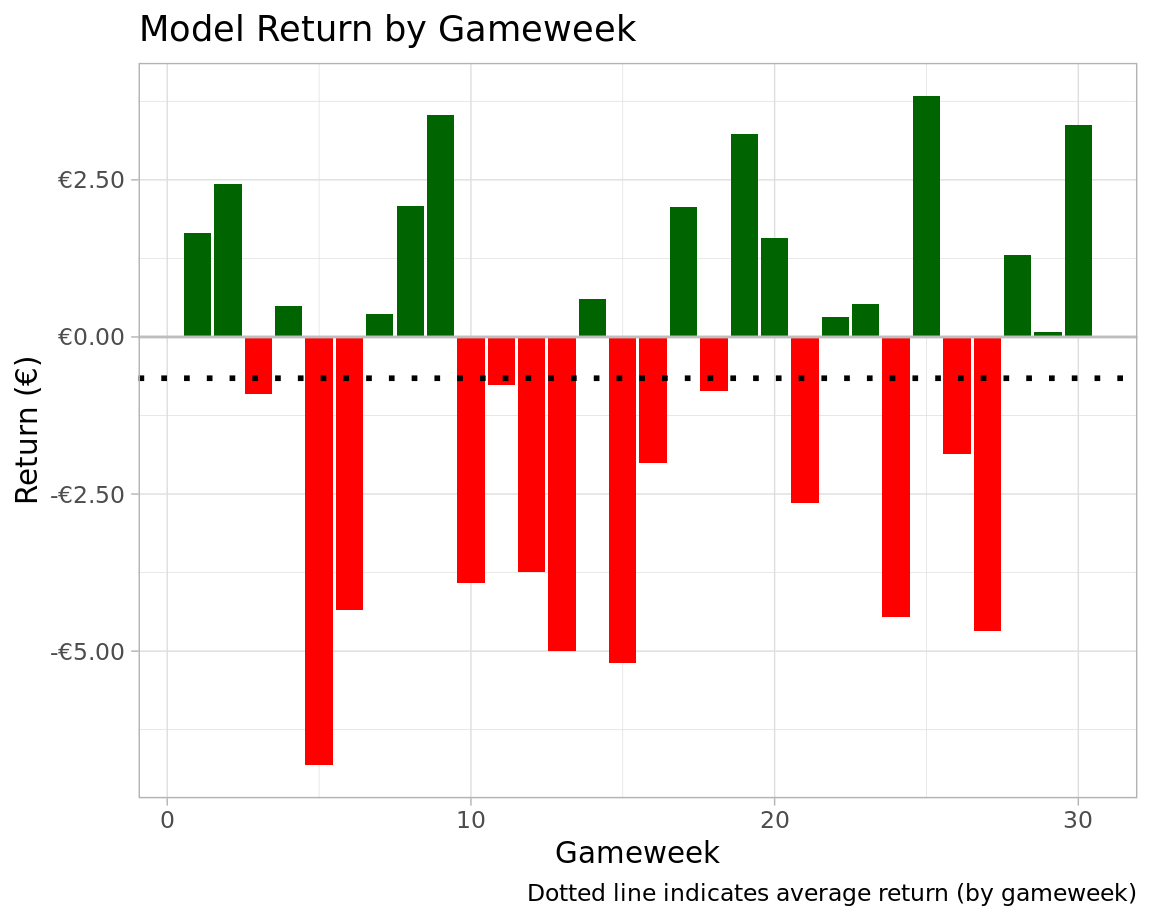 Model Return by Gameweek
€2.50
€0.00
-€2.50
-€5.00
Return (€)
0 10 20 30
Gameweek
Dotted line indicates average return (by gameweek)